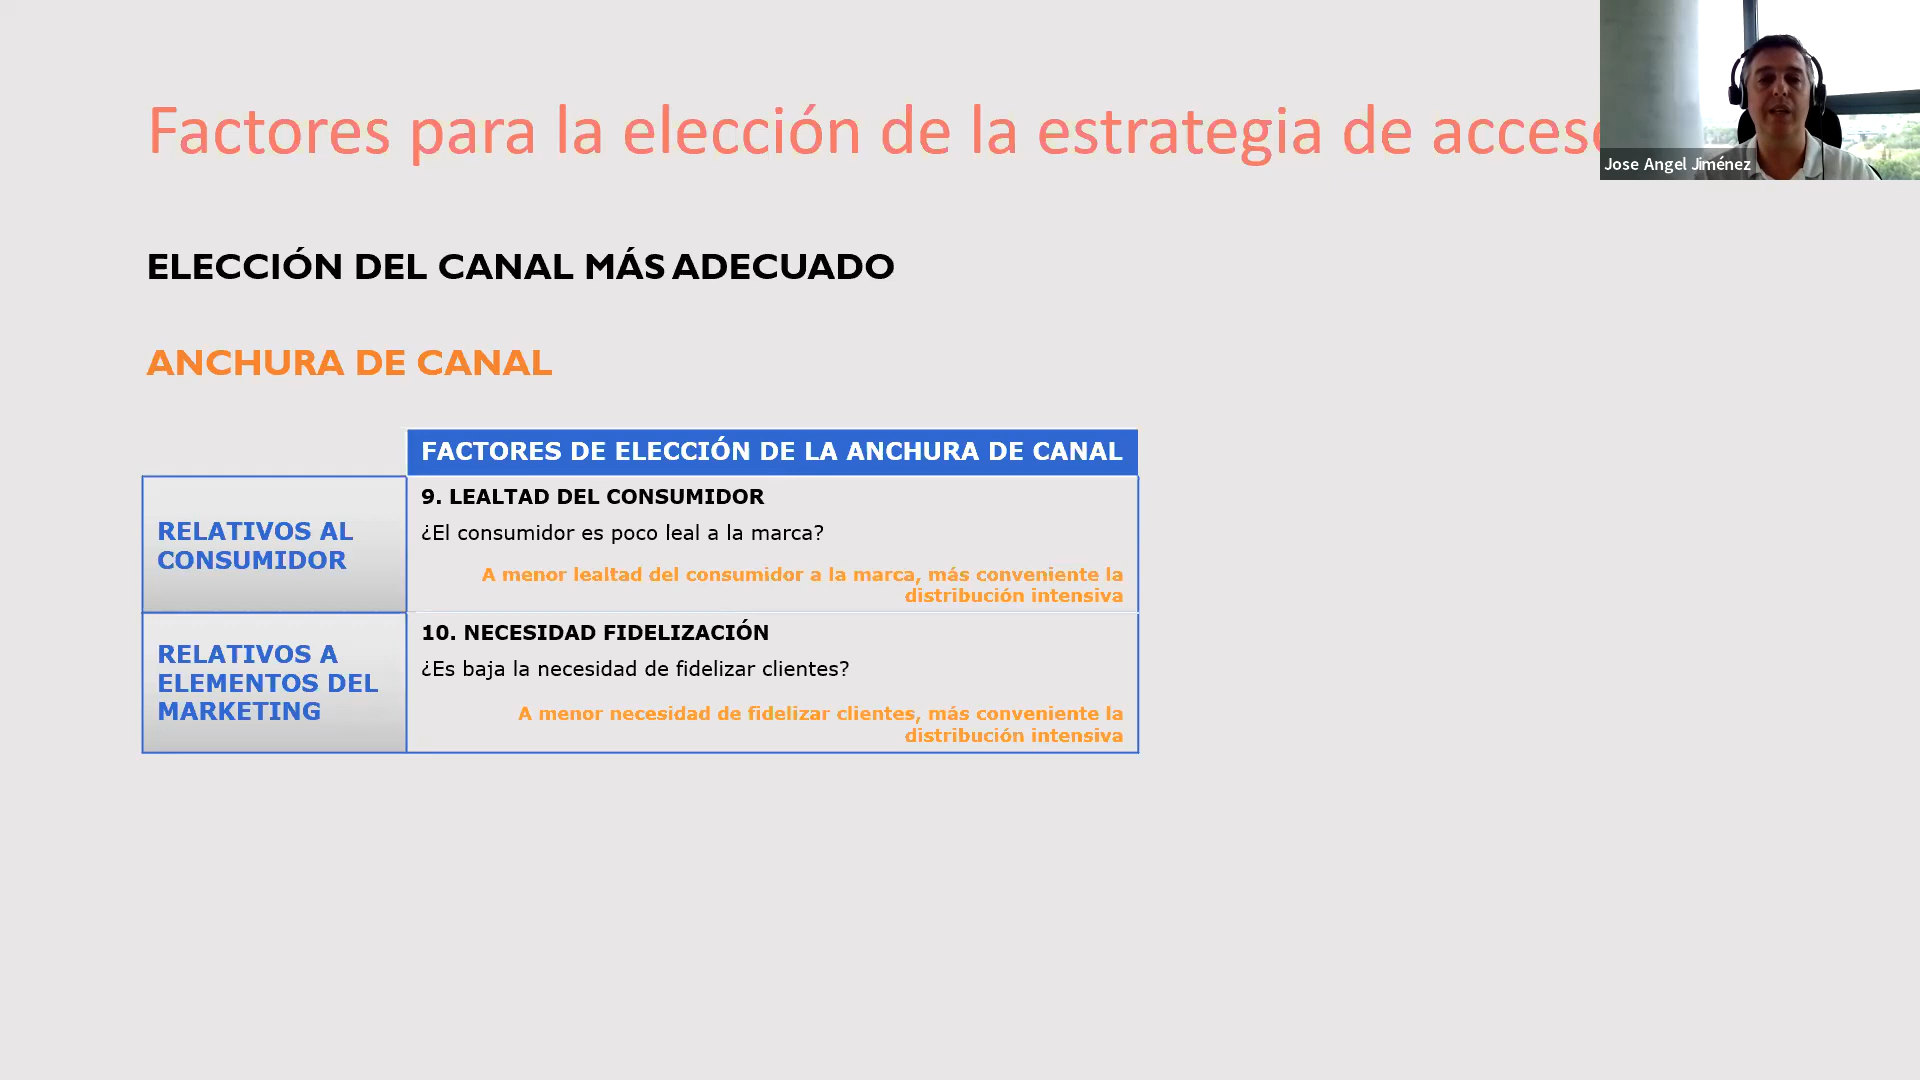 Factores para la elección de la estrategia de acces
Jose Angel Jiménez
ELECCIÓN DEL CANAL MÁS ADECUADO
ANCHURA DE CANAL
FACTORES DE ELECCIÓN DE LA ANCHURA DE CANAL
RELATIVOS AL
CONSUMIDOR
9. LEALTAD DEL CONSUMIDOR
¿El consumidor es poco leal a la marca?
A menor lealtad del consumidor a la marca, más conveniente la
distribución intensiva
RELATIVOS A
ELEMENTOS DEL
MARKETING
10. NECESIDAD FIDELIZACIÓN
¿Es baja la necesidad de fidelizar clientes?
A menor necesidad de fidelizar clientes, más conveniente la
distribución intensiva